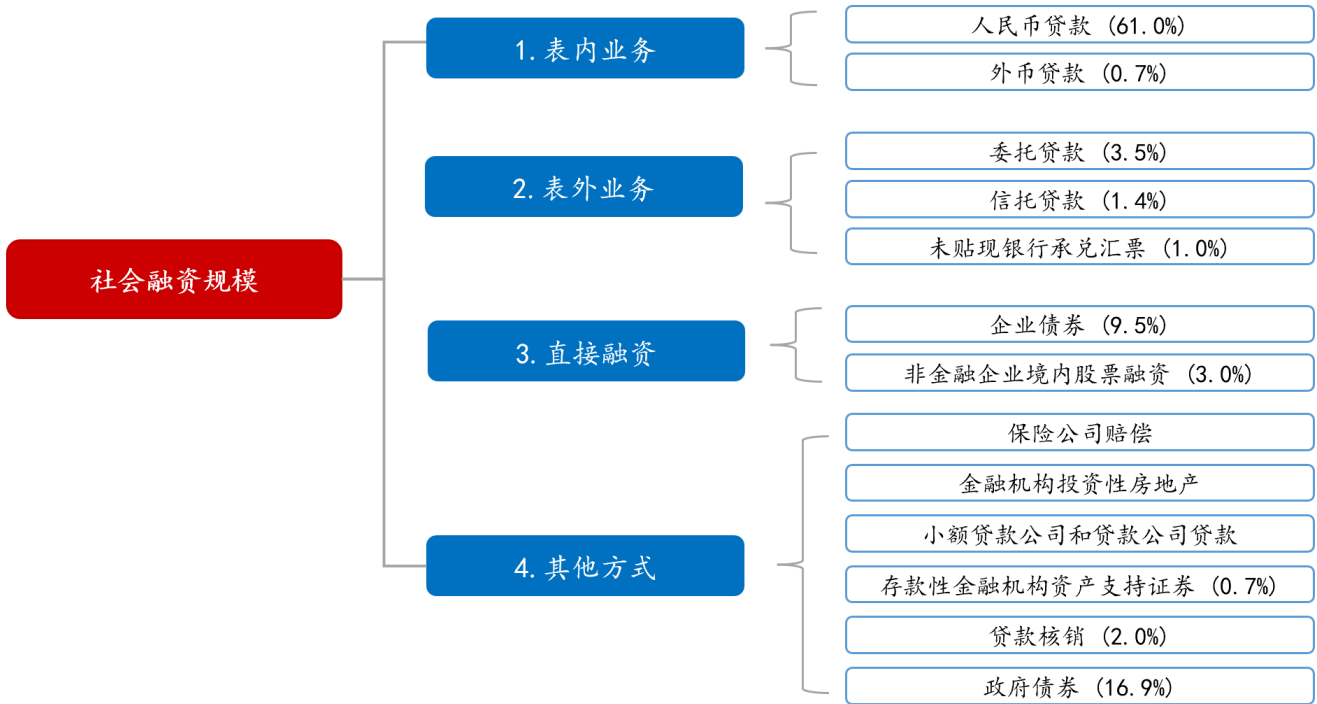 社会融资规模
1.表内业务
人民币贷款 (61.0%)
外币贷款 (0.7%)
2.表外业务
委托贷款 (3.5%)
信托贷款 (1.4%)
未贴现银行承兑汇票 (1.0%)
3.直接融资
企业债券 (9.5%)
非金融企业境内股票融资 (3.0%)
4.其他方式
保险公司赔偿
金融机构投资性房地产
小额贷款公司和贷款公司贷款
存款性金融机构资产支持证券 (0.7%)
贷款核销 (2.0%)
政府债券 (16.9%)